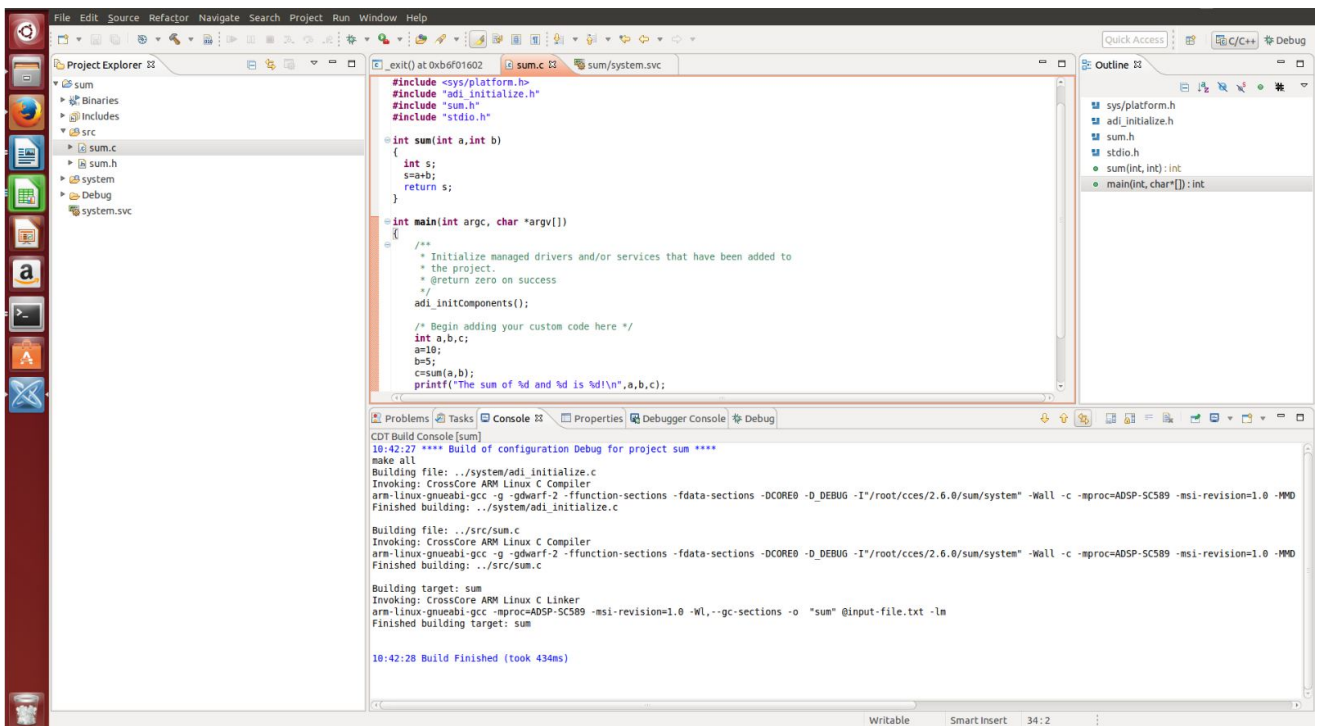 File Edit Source Refactor Navigate Search Project Run Window Help
Quick Access C/C++ Debug
Project Explorer
sum
Binaries
Includes
src
sum.c
sum.h
system
Debug
system.svc
_exit() at 0xb6f01602 sum.c sum/system.svc
#include <sys/platform.h>
#include "adi_initialize.h"
#include "sum.h"
#include "stdio.h"
int sum(int a,int b)
{
int s;
s=a+b;
return s;
}
int main(int argc, char *argv[])
{
/**
* Initialize managed drivers and/or services that have been added to
* the project.
* @return zero on success
*/
adi_initComponents();
/* Begin adding your custom code here */
int a,b,c;
a=10;
b=5;
c=sum(a,b);
printf("The sum of %d and %d is %d!\n",a,b,c);
Outline
sys/platform.h
adi_initialize.h
sum.h
stdio.h
sum(int, int) : int
main(int, char*[]) : int
Problems Tasks Console Properties Debugger Console Debug
CDT Build Console [sum]
10:42:27 **** Build of configuration Debug for project sum ****
make all
Building file: ../system/adi_initialize.c
Invoking: CrossCore ARM Linux C Compiler
arm-linux-gnueabi-gcc -g -gdwarf-2 -ffunction-sections -fdata-sections -DCORE0 -D_DEBUG -I"/root/cces/2.6.0/sum/system" -Wall -c -mproc=ADSP-SC589 -msi-revision=1.0 -MMD
Finished building: ../system/adi_initialize.c
Building file: ../src/sum.c
Invoking: CrossCore ARM Linux C Compiler
arm-linux-gnueabi-gcc -g -gdwarf-2 -ffunction-sections -fdata-sections -DCORE0 -D_DEBUG -I"/root/cces/2.6.0/sum/system" -Wall -c -mproc=ADSP-SC589 -msi-revision=1.0 -MMD
Finished building: ../src/sum.c
Building target: sum
Invoking: CrossCore ARM Linux C Linker
arm-linux-gnueabi-gcc -mproc=ADSP-SC589 -msi-revision=1.0 -Wl,--gc-sections -o "sum" @input-file.txt -lm
Finished building target: sum
10:42:28 Build Finished (took 434ms)
Writable Smart Insert 34 : 2